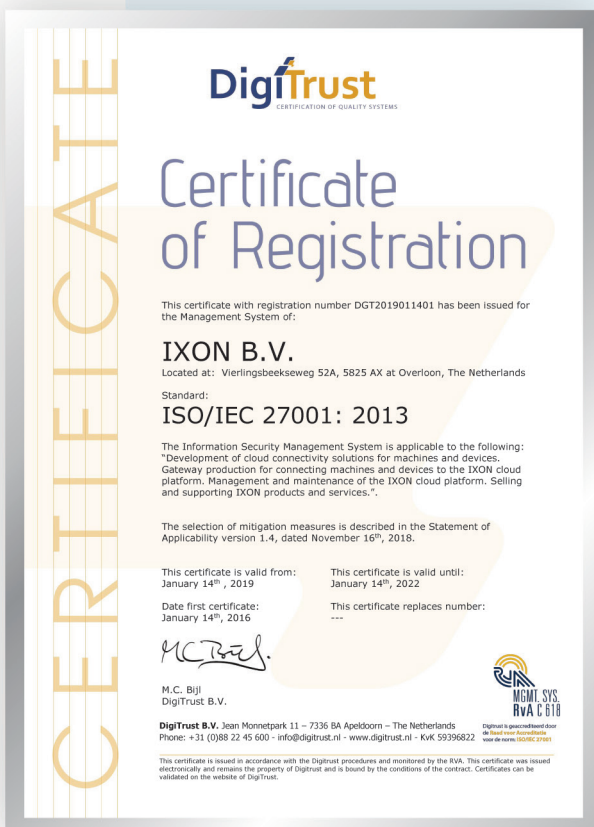 CERTIFICATE
DigiTrust
CERTIFICATION OF QUALITY SYSTEMS
Certificate
of Registration
This certificate with registration number DGT2019011401 has been issued for
the Management System of:
IXON B.V.
Located at: Vierlingsbeekseweg 52A, 5825 AX at Overloon, The Netherlands
Standard:
ISO/IEC 27001: 2013
The Information Security Management System is applicable to the following:
“Development of cloud connectivity solutions for machines and devices.
Gateway production for connecting machines and devices to the IXON cloud
platform. Management and maintenance of the IXON cloud platform. Selling
and supporting IXON products and services.”.
The selection of mitigation measures is described in the Statement of
Applicability version 1.4, dated November 16th, 2018.
This certificate is valid from:
January 14th , 2019
This certificate is valid until:
January 14th, 2022
Date first certificate:
January 14th, 2016
This certificate replaces number:
---
MC Bijl.
M.C. Bijl
DigiTrust B.V.
RvA
MGMT. SYS.
RvA C 618
Digitrust is geaccrediteerd door
de Raad voor Accreditatie
voor de norm: ISO/IEC 27001
DigiTrust B.V. Jean Monnetpark 11 – 7336 BA Apeldoorn – The Netherlands
Phone: +31 (0)88 22 45 600 - info@digitrust.nl - www.digitrust.nl - KvK 59396822
This certificate is issued in accordance with the Digitrust procedures and monitored by the RVA. This certificate was issued
electronically and remains the property of Digitrust and is bound by the conditions of the contract. Certificates can be
validated on the website of DigiTrust.